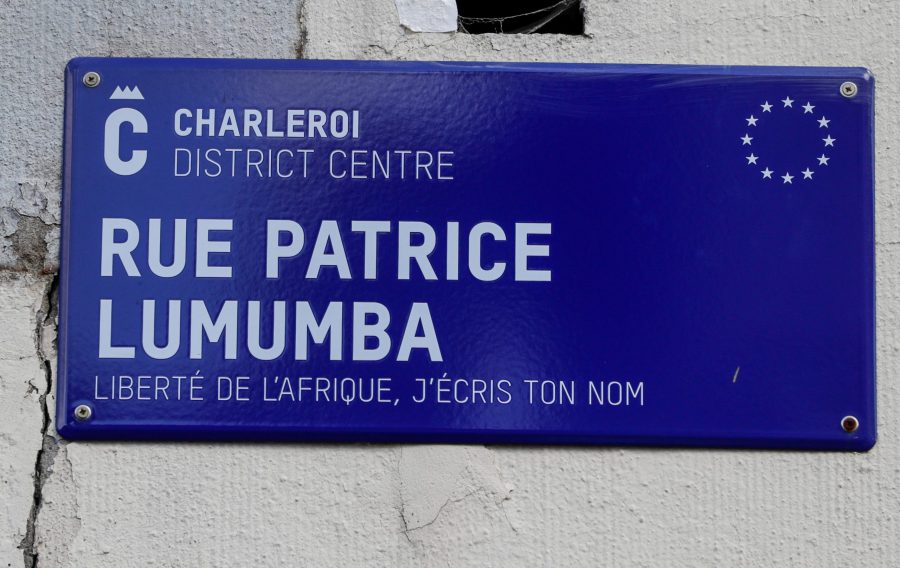 Ĉ CHARLEROI
DISTRICT CENTRE
RUE PATRICE
LUMUMBA
LIBERTÉ DE L'AFRIQUE, J'ÉCRIS TON NOM